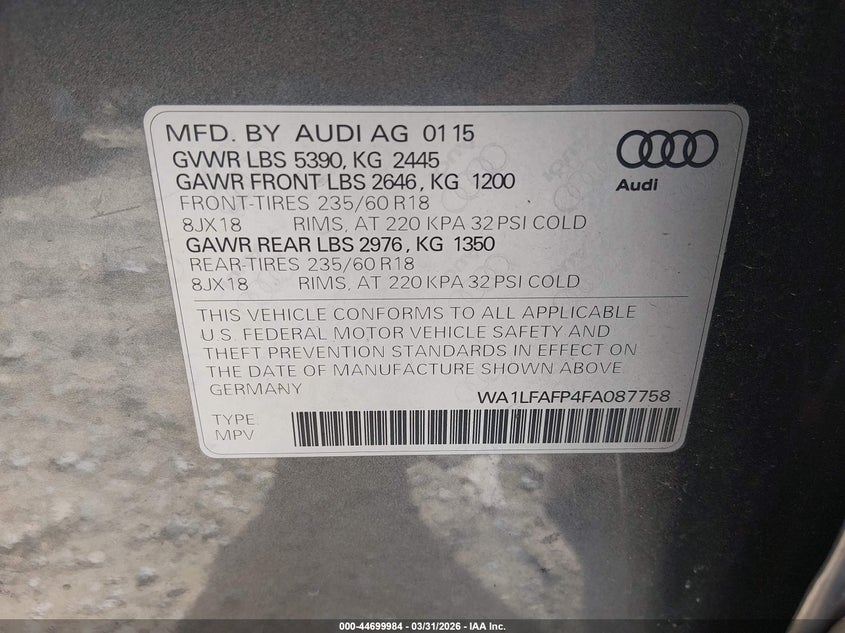 MFD. BY AUDI AG 01 15
GVWR LBS 5390, KG 2445
GAWR FRONT LBS 2646, KG 1200
FRONT-TIRES 235/60 R18
8JX18 RIMS, AT 220 KPA 32 PSI COLD
GAWR REAR LBS 2976, KG 1350
REAR-TIRES 235/60 R18
8JX18 RIMS, AT 220 KPA 32 PSI COLD
Audi
THIS VEHICLE CONFORMS TO ALL APPLICABLE
U.S. FEDERAL MOTOR VEHICLE SAFETY AND
THEFT PREVENTION STANDARDS IN EFFECT ON
THE DATE OF MANUFACTURE SHOWN ABOVE.
GERMANY
WA1LFAFP4FA087758
TYPE:
MPV
000-44699984 - 03/31/2026 - IAA Inc.